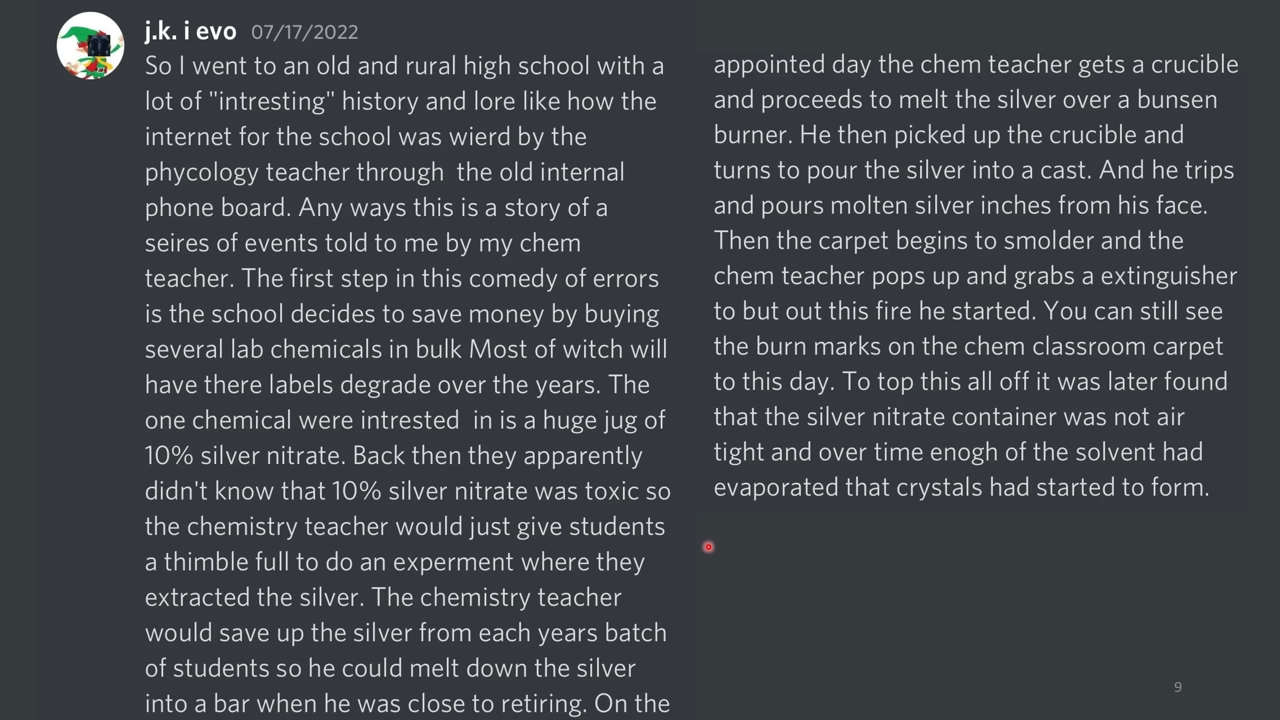 j.k. i evo 07/17/2022
So I went to an old and rural high school with a
lot of "intresting" history and lore like how the
internet for the school was wierd by the
phycology teacher through  the old internal
phone board. Any ways this is a story of a
seires of events told to me by my chem
teacher. The first step in this comedy of errors
is the school decides to save money by buying
several lab chemicals in bulk Most of witch will
have there labels degrade over the years. The
one chemical were intrested  in is a huge jug of
10% silver nitrate. Back then they apparently
didn't know that 10% silver nitrate was toxic so
the chemistry teacher would just give students
a thimble full to do an experment where they
extracted the silver. The chemistry teacher
would save up the silver from each years batch
of students so he could melt down the silver
into a bar when he was close to retiring. On the
appointed day the chem teacher gets a crucible
and proceeds to melt the silver over a bunsen
burner. He then picked up the crucible and
turns to pour the silver into a cast. And he trips
and pours molten silver inches from his face.
Then the carpet begins to smolder and the
chem teacher pops up and grabs a extinguisher
to but out this fire he started. You can still see
the burn marks on the chem classroom carpet
to this day. To top this all off it was later found
that the silver nitrate container was not air
tight and over time enogh of the solvent had
evaporated that crystals had started to form.
9